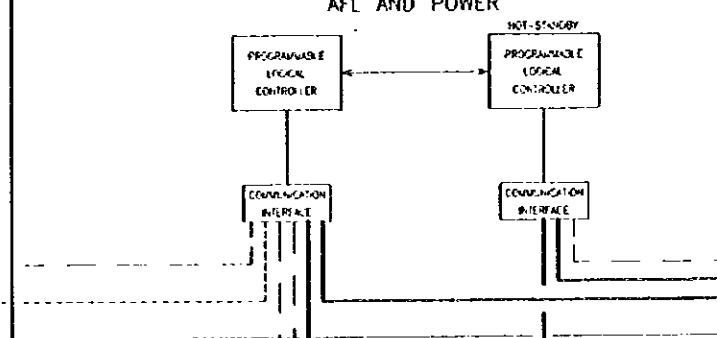 AFL AND POWER
HOT-STANDBY
PROGRAMMABLE
LOGICAL
CONTROLLER
PROGRAMMABLE
LOGICAL
CONTROLLER
COMMUNICATION
INTERFACE
COMMUNICATION
INTERFACE